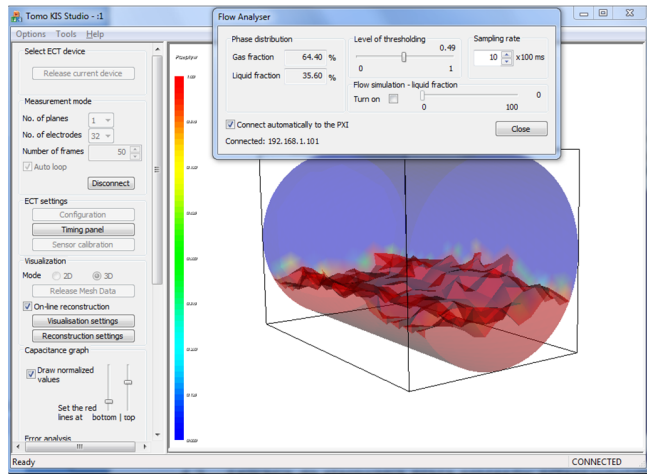 Tomo KIS Studio - :1
Options Tools Help
Select ECT device
Release current device
Measurement mode
No. of planes 1
No. of electrodes 32
Number of frames 50
Auto loop
Disconnect
ECT settings
Configuration
Timing panel
Sensor calibration
Visualization
Mode 2D 3D
Release Mesh Data
On-line reconstruction
Visualisation settings
Reconstruction settings
Capacitance graph
Draw normalized
values
Set the red
lines at bottom | top
Error analysis
Ready
CONNECTED
Flow Analyser
Phase distribution
Gas fraction 64.40 %
Liquid fraction 35.60 %
Level of thresholding
0.49
0 1
Sampling rate
10 x100 ms
Flow simulation - liquid fraction
Turn on 0
0 100
Connect automatically to the PXI
Connected: 192.168.1.101
Close